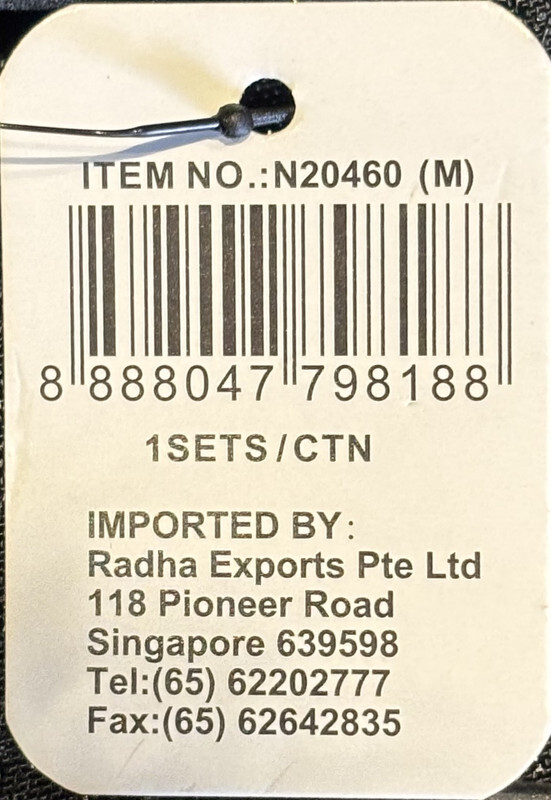 ITEM NO.:N20460 (M)
8 888047 798188
1SETS/CTN
IMPORTED BY:
Radha Exports Pte Ltd
118 Pioneer Road
Singapore 639598
Tel:(65) 62202777
Fax:(65) 62642835